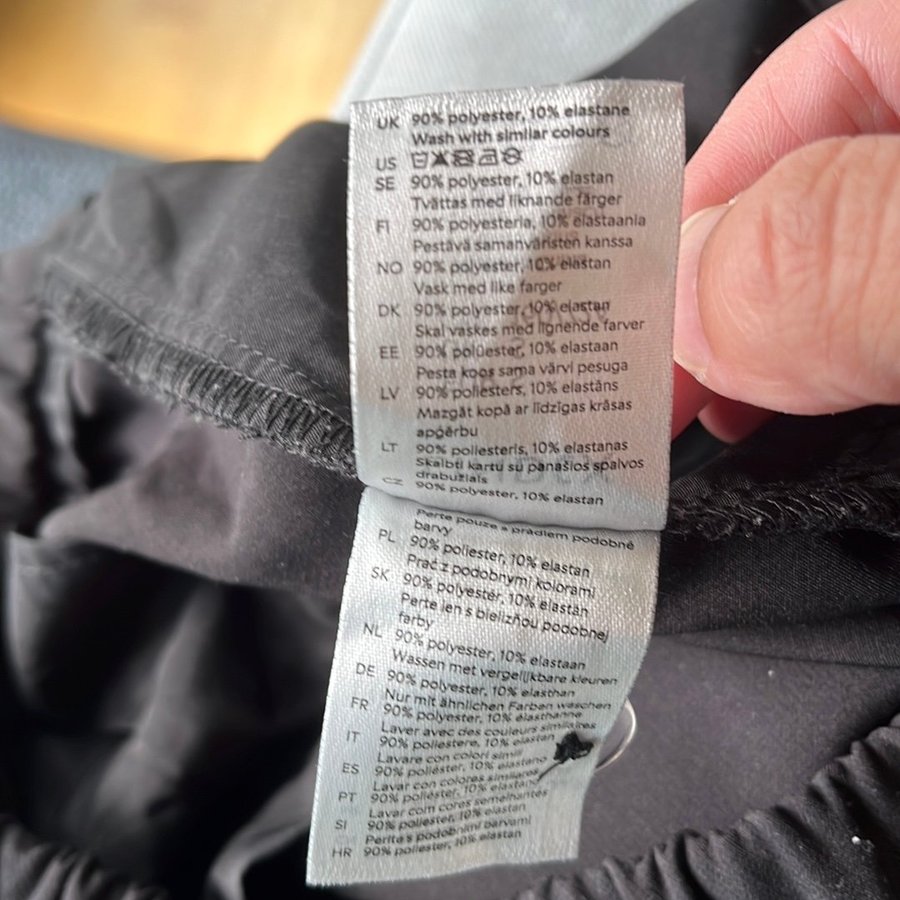 UK 90% polyester, 10% elastane
Wash with similar colours
US
SE 90% polyester, 10% elastan
Tvättas med liknande färger
FI 90% polyesteria, 10% elastaania
Pestävä samanväristen kanssa
NO 90% polyester, 10% elastan
Vask med like farger
DK 90% polyester, 10% elastan
Skal vaskes med lignende farver
EE 90% polüester, 10% elastaan
Pesta koos sama värvi pesuga
LV 90% poliesters, 10% elastāns
Mazgāt kopā ar līdzīgas krāsas
apģērbu
LT 90% poliesteris, 10% elastanas
Skalbti kartu su panašios spalvos
drabužiais
CZ 90% polyester, 10% elastan
Perte pouze s prádlem podobné
barvy
PL 90% poliester, 10% elastan
Prać z podobnymi kolorami
SK 90% polyester, 10% elastan
Perte len s bielizňou podobnej
farby
NL 90% polyester, 10% elastaan
Wassen met vergelijkbare kleuren
DE 90% polyester, 10% elasthan
Nur mit ähnlichen Farben waschen
FR 90% polyester, 10% élasthanne
Laver avec des couleurs similaires
IT 90% poliestere, 10% elastan
Lavare con colori simili
ES 90% poliéster, 10% elastano
Lavar con colores similares
PT 90% poliéster, 10% elastano
Lavar com cores semelhantes
SI 90% poliester, 10% elastan
Perite s podobnimi barvami
HR 90% poliester, 10% elastan